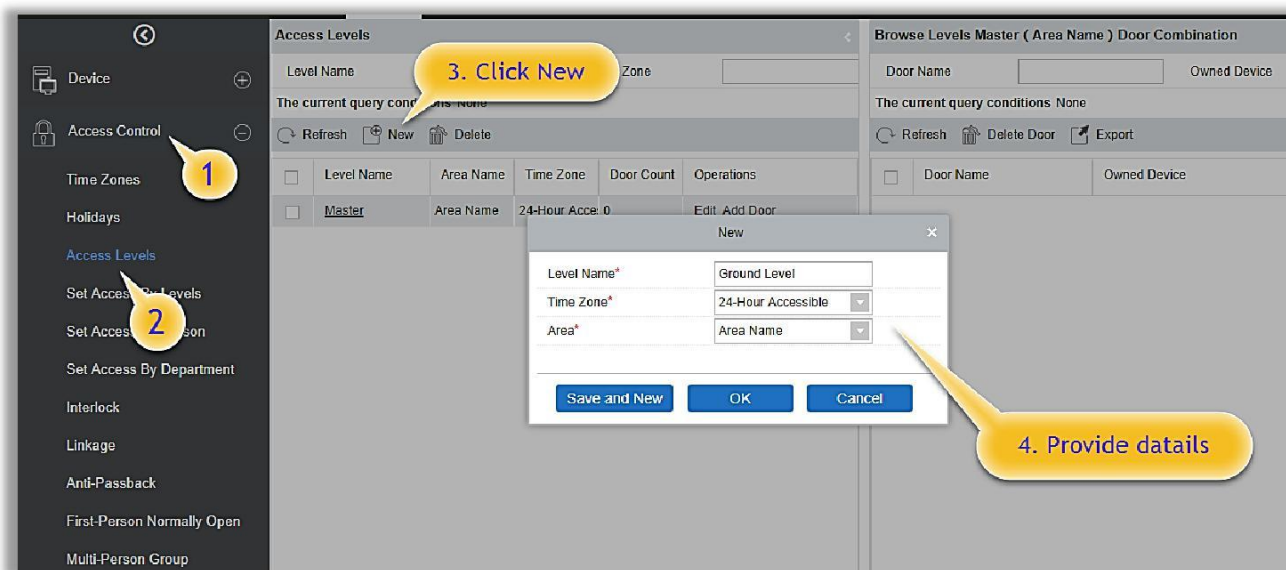 Device
Access Control
1
Time Zones
Holidays
Access Levels
Set Access By Levels
2
Set Acces son
Set Access By Department
Interlock
Linkage
Anti-Passback
First-Person Normally Open
Multi-Person Group
Access Levels
Level Name Zone
3. Click New
The current query conditions None
Refresh New Delete
Level Name Area Name Time Zone Door Count Operations
Master Area Name 24-Hour Acces 0 Edit Add Door
New
Level Name* Ground Level
Time Zone* 24-Hour Accessible
Area* Area Name
Save and New OK Cancel
4. Provide datails
Browse Levels Master ( Area Name ) Door Combination
Door Name Owned Device
The current query conditions None
Refresh Delete Door Export
Door Name Owned Device